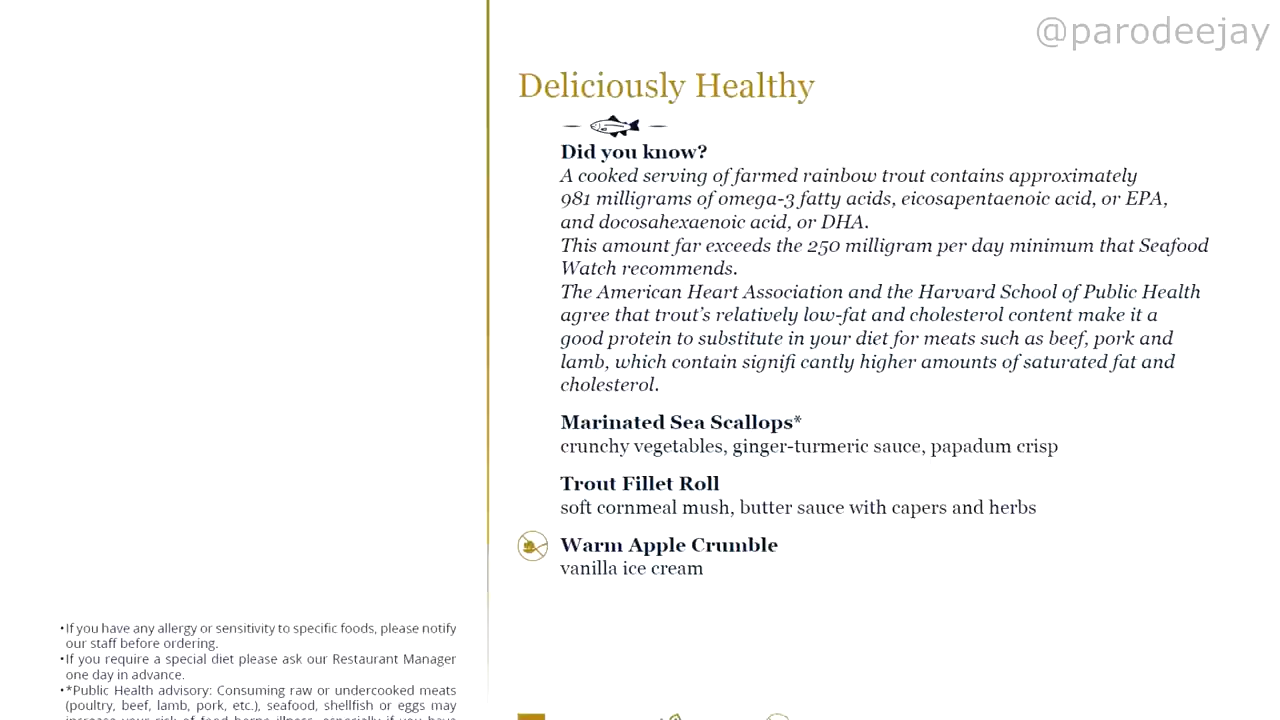 @parodeejay
Deliciously Healthy
Did you know?
A cooked serving of farmed rainbow trout contains approximately
981 milligrams of omega-3 fatty acids, eicosapentaenoic acid, or EPA,
and docosahexaenoic acid, or DHA.
This amount far exceeds the 250 milligram per day minimum that Seafood
Watch recommends.
The American Heart Association and the Harvard School of Public Health
agree that trout's relatively low-fat and cholesterol content make it a
good protein to substitute in your diet for meats such as beef, pork and
lamb, which contain signifi cantly higher amounts of saturated fat and
cholesterol.
Marinated Sea Scallops*
crunchy vegetables, ginger-turmeric sauce, papadum crisp
Trout Fillet Roll
soft cornmeal mush, butter sauce with capers and herbs
Warm Apple Crumble
vanilla ice cream
•If you have any allergy or sensitivity to specific foods, please notify
our staff before ordering.
•If you require a special diet please ask our Restaurant Manager
one day in advance.
•*Public Health advisory: Consuming raw or undercooked meats
(poultry, beef, lamb, pork, etc.), seafood, shellfish or eggs may